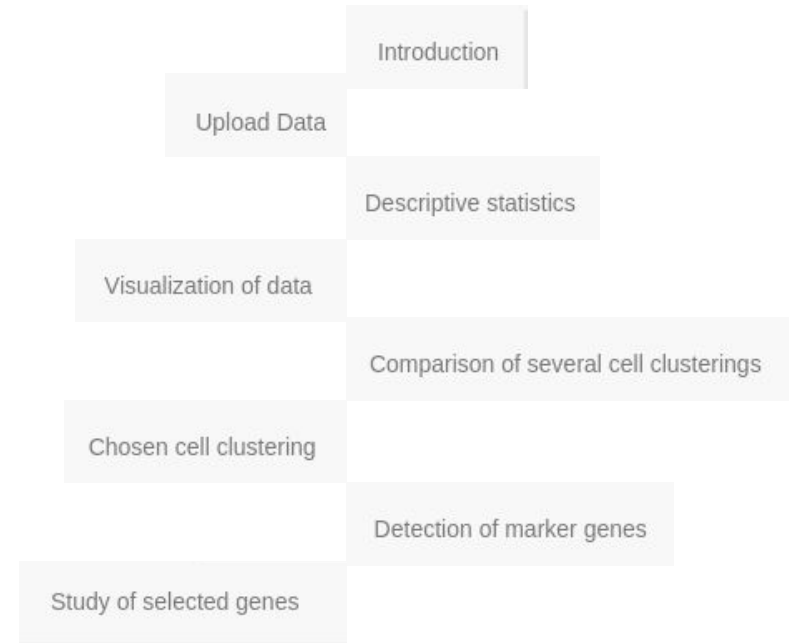 Introduction
Upload Data
Descriptive statistics
Visualization of data
Comparison of several cell clusterings
Chosen cell clustering
Detection of marker genes
Study of selected genes